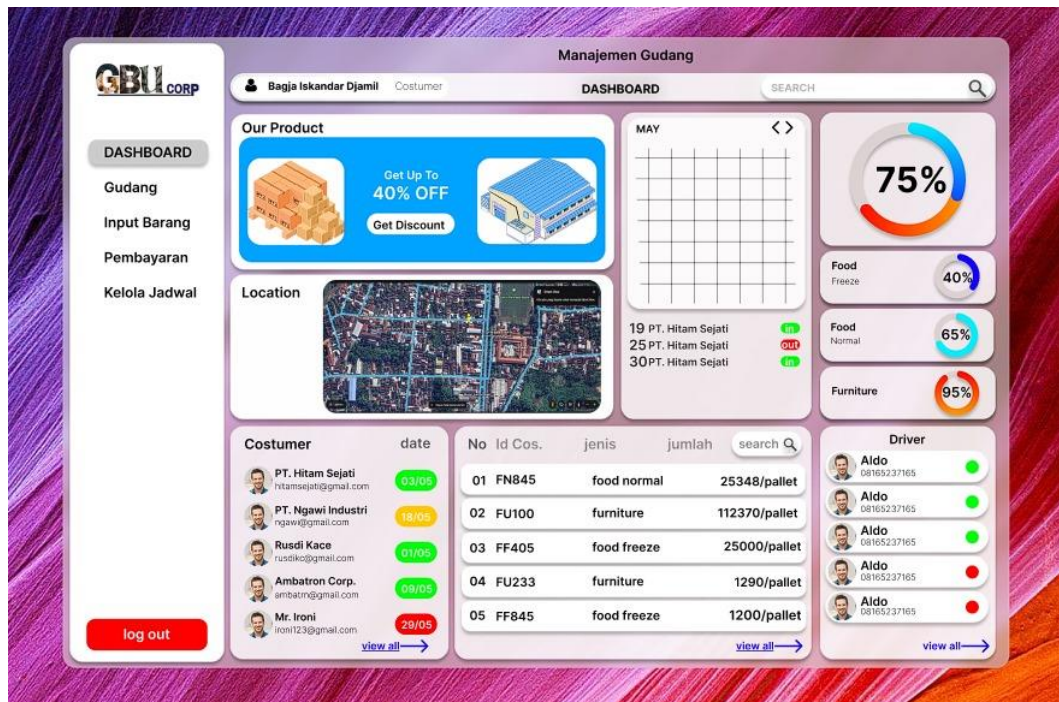 Manajemen Gudang
GBU CORP
Bagja Iskandar Djamil Costumer
DASHBOARD
SEARCH
DASHBOARD
Gudang
Input Barang
Pembayaran
Kelola Jadwal
log out
Our Product
Get Up To
40% OFF
Get Discount
Location
MAY < >
19 PT. Hitam Sejati in
25 PT. Hitam Sejati out
30 PT. Hitam Sejati in
75%
Food
Freeze
40%
Food
Normal
65%
Furniture
95%
Costumer date
PT. Hitam Sejati
hitamsejati@gmail.com
03/05
PT. Ngawi Industri
ngawi@gmail.com
18/05
Rusdi Kace
rusdikc@gmail.com
01/05
Ambatron Corp.
ambatrn@gmail.com
09/05
Mr. Ironi
ironi123@gmail.com
29/05
view all
No Id Cos. jenis jumlah search
01 FN845 food normal 25348/pallet
02 FU100 furniture 112370/pallet
03 FF405 food freeze 25000/pallet
04 FU233 furniture 1290/pallet
05 FF845 food freeze 1200/pallet
view all
Driver
Aldo
08165237165
Aldo
08165237165
Aldo
08165237165
Aldo
08165237165
Aldo
08165237165
view all